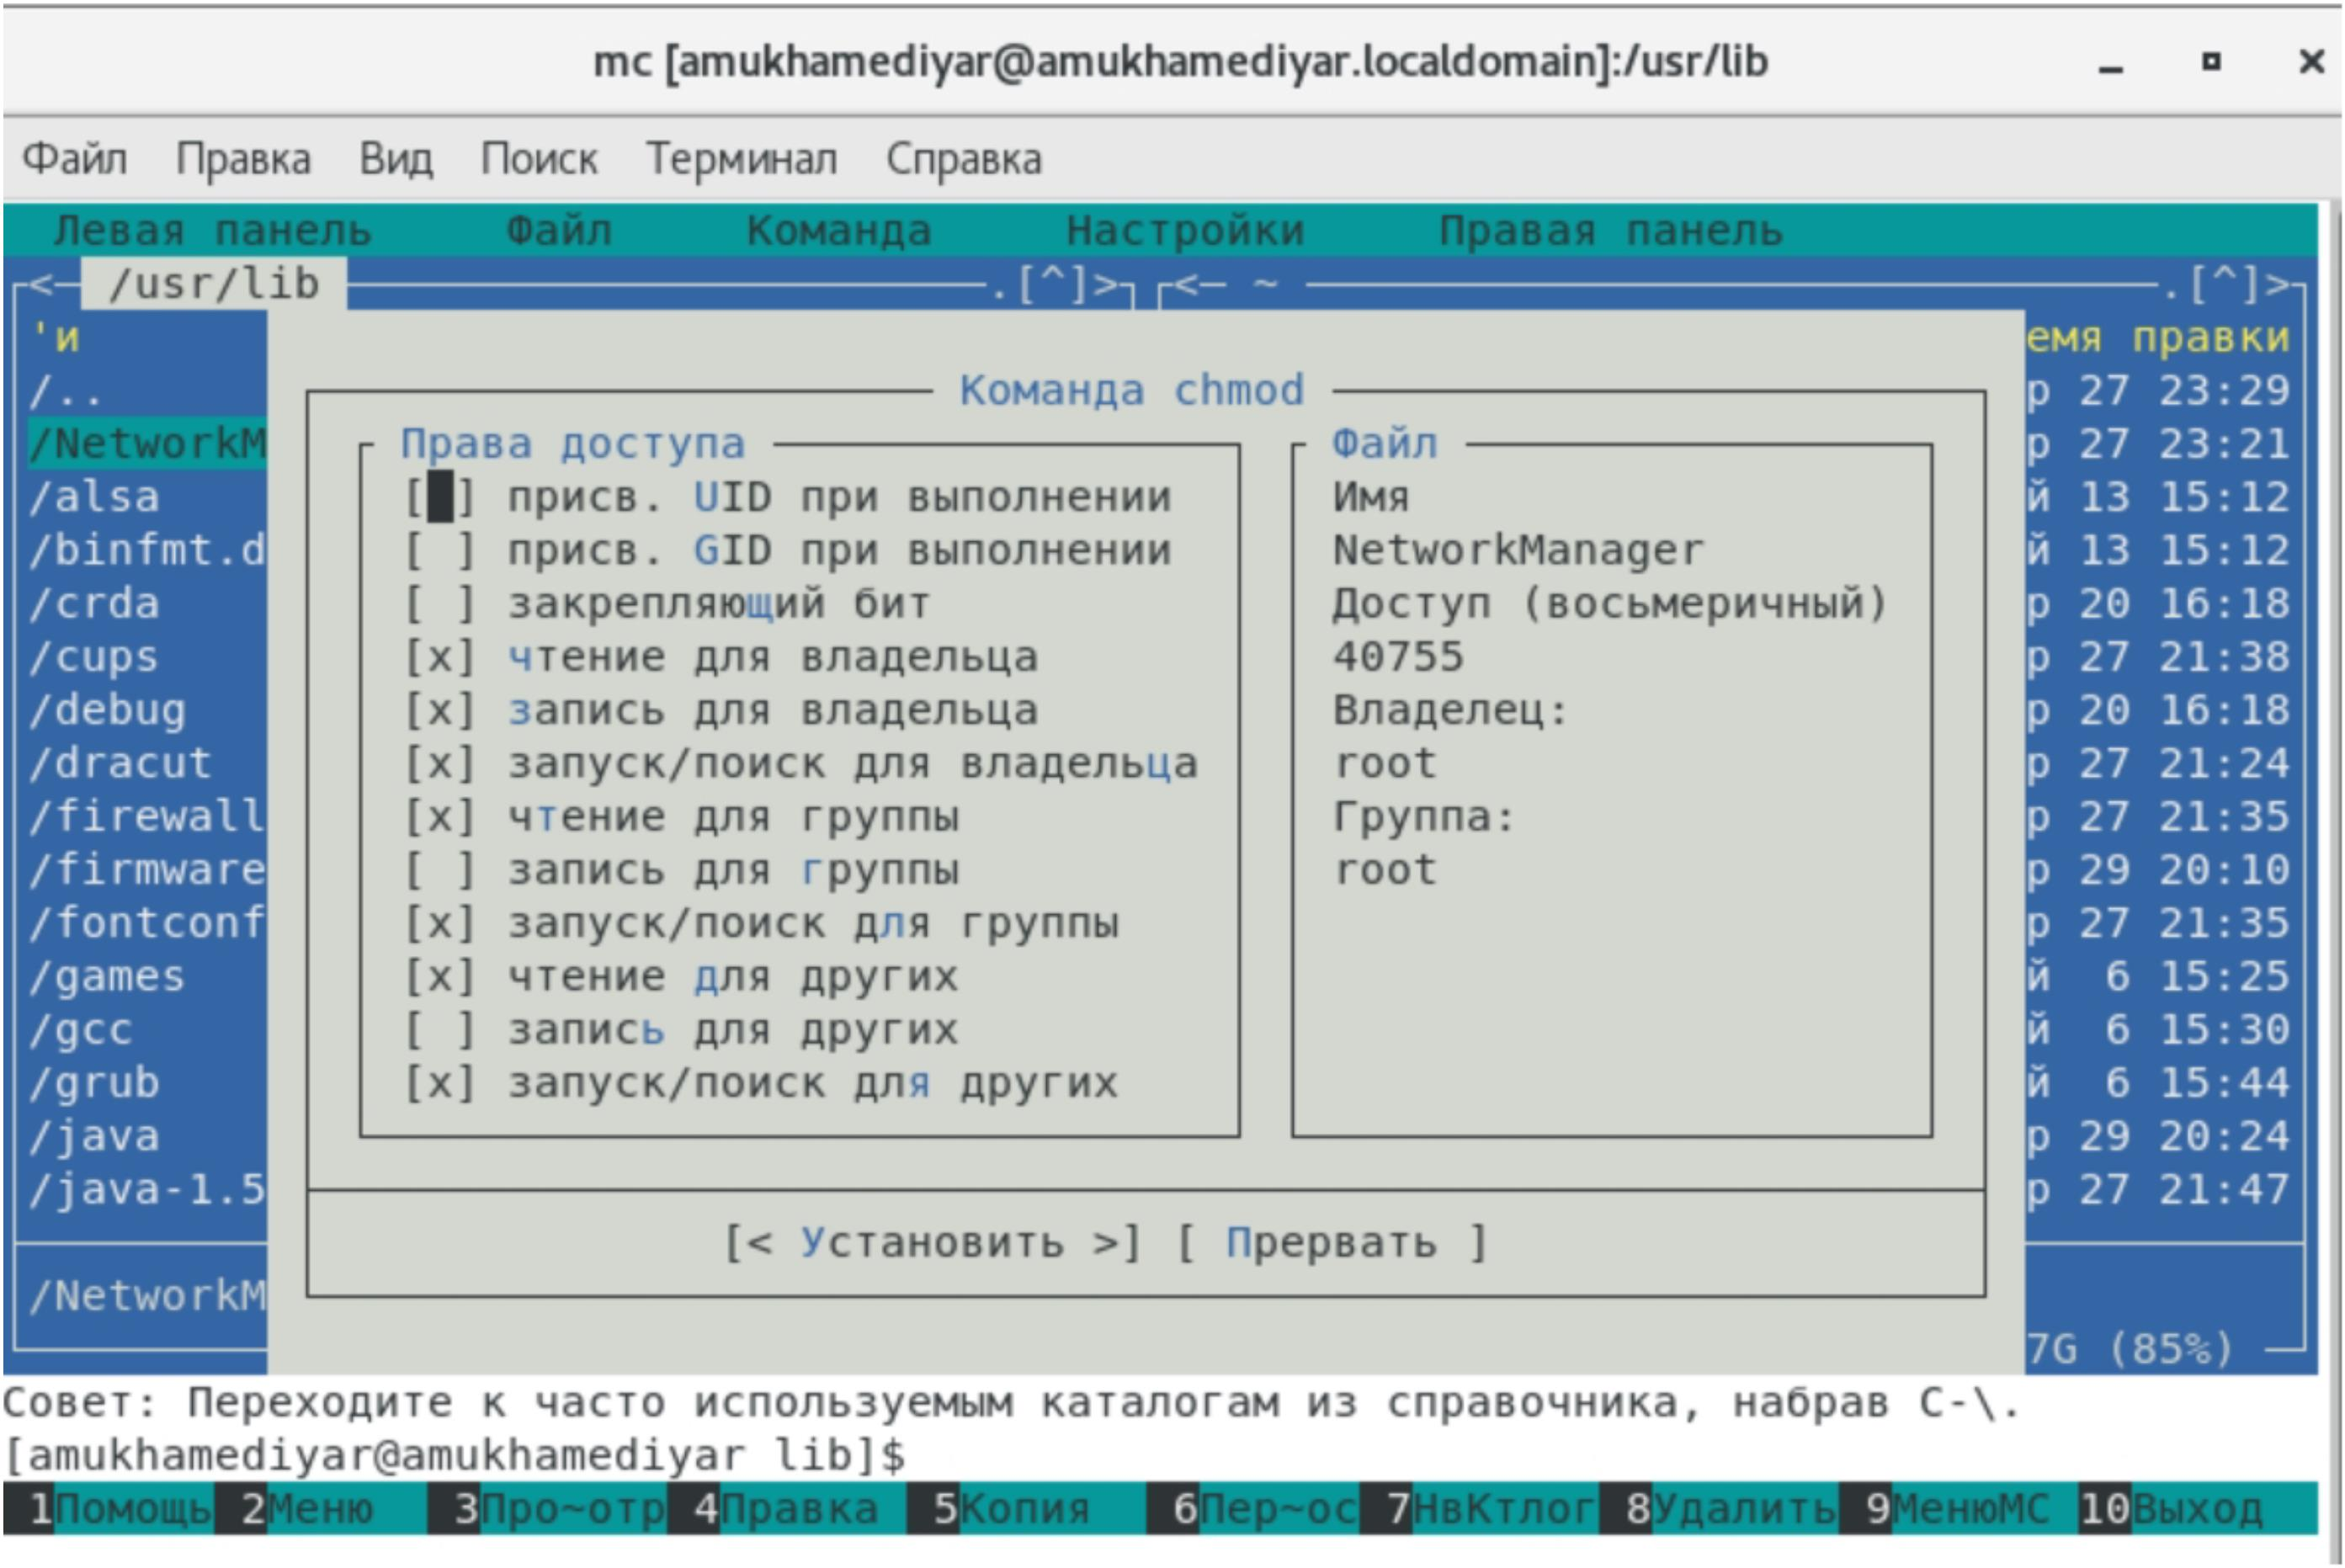 mc [amukhamediyar@amukhamediyar.localdomain]:/usr/lib
Файл Правка Вид Поиск Терминал Справка
Левая панель Файл Команда Настройки Правая панель
<─ /usr/lib ─.[^]> <─ ~ ─.[^]>
'и емя правки
/.. р 27 23:29
/NetworkM р 27 23:21
/alsa й 13 15:12
/binfmt.d й 13 15:12
/crda р 20 16:18
/cups р 27 21:38
/debug р 20 16:18
/dracut р 27 21:24
/firewall р 27 21:35
/firmware р 29 20:10
/fontconf р 27 21:35
/games й 6 15:25
/gcc й 6 15:30
/grub й 6 15:44
/java р 29 20:24
/java-1.5 р 27 21:47
/NetworkM
7G (85%)
Команда chmod
Права доступа
[ ] присв. UID при выполнении
[ ] присв. GID при выполнении
[ ] закрепляющий бит
[x] чтение для владельца
[x] запись для владельца
[x] запуск/поиск для владельца
[x] чтение для группы
[ ] запись для группы
[x] запуск/поиск для группы
[x] чтение для других
[ ] запись для других
[x] запуск/поиск для других
Файл
Имя
NetworkManager
Доступ (восьмеричный)
40755
Владелец:
root
Группа:
root
[< Установить >] [ Прервать ]
Совет: Переходите к часто используемым каталогам из справочника, набрав C-\.
[amukhamediyar@amukhamediyar lib]$
1Помощь 2Меню 3Про~отр 4Правка 5Копия 6Пер~ос 7НвКтлог 8Удалить 9МенюMC 10Выход